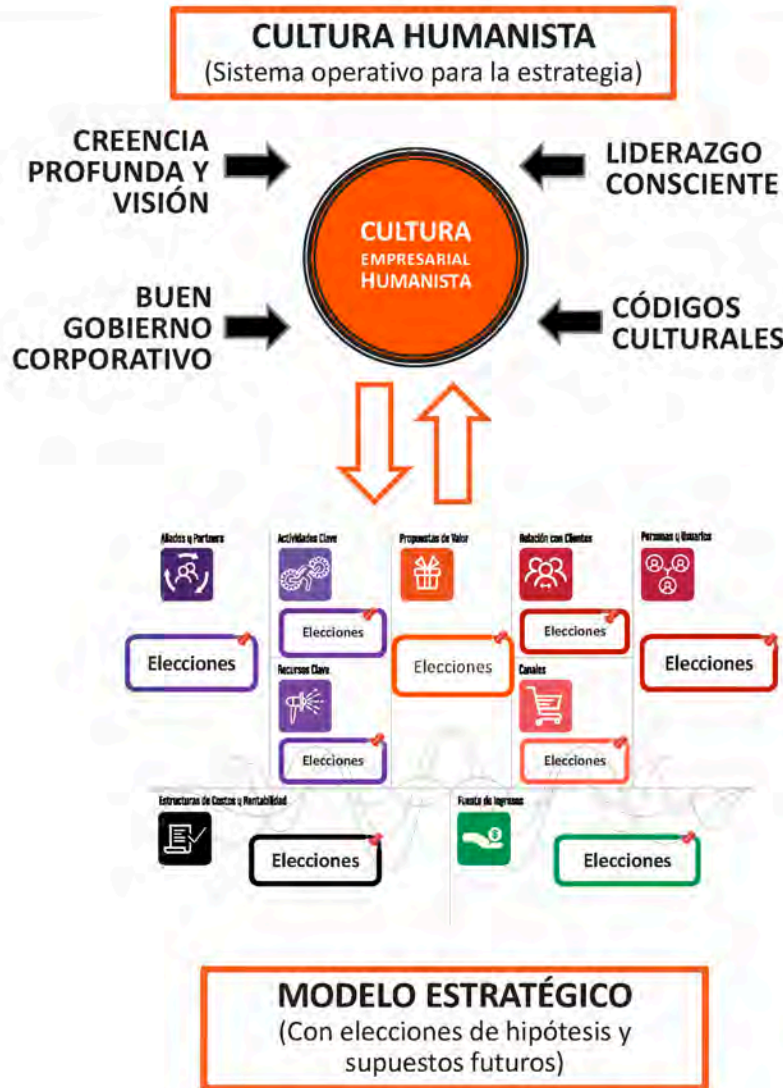 CULTURA HUMANISTA
(Sistema operativo para la estrategia)
CREENCIA
PROFUNDA Y
VISIÓN
LIDERAZGO
CONSCIENTE
CULTURA
EMPRESARIAL
HUMANISTA
BUEN
GOBIERNO
CORPORATIVO
CÓDIGOS
CULTURALES
Aliados y Partners
Actividades Clave
Propuestas de Valor
Relación con Clientes
Personas y Usuarios
Elecciones
Elecciones
Elecciones
Elecciones
Elecciones
Recursos Clave
Canales
Elecciones
Elecciones
Estructuras de Costos y Rentabilidad
Fuente de Ingresos
Elecciones
Elecciones
MODELO ESTRATÉGICO
(Con elecciones de hipótesis y
supuestos futuros)